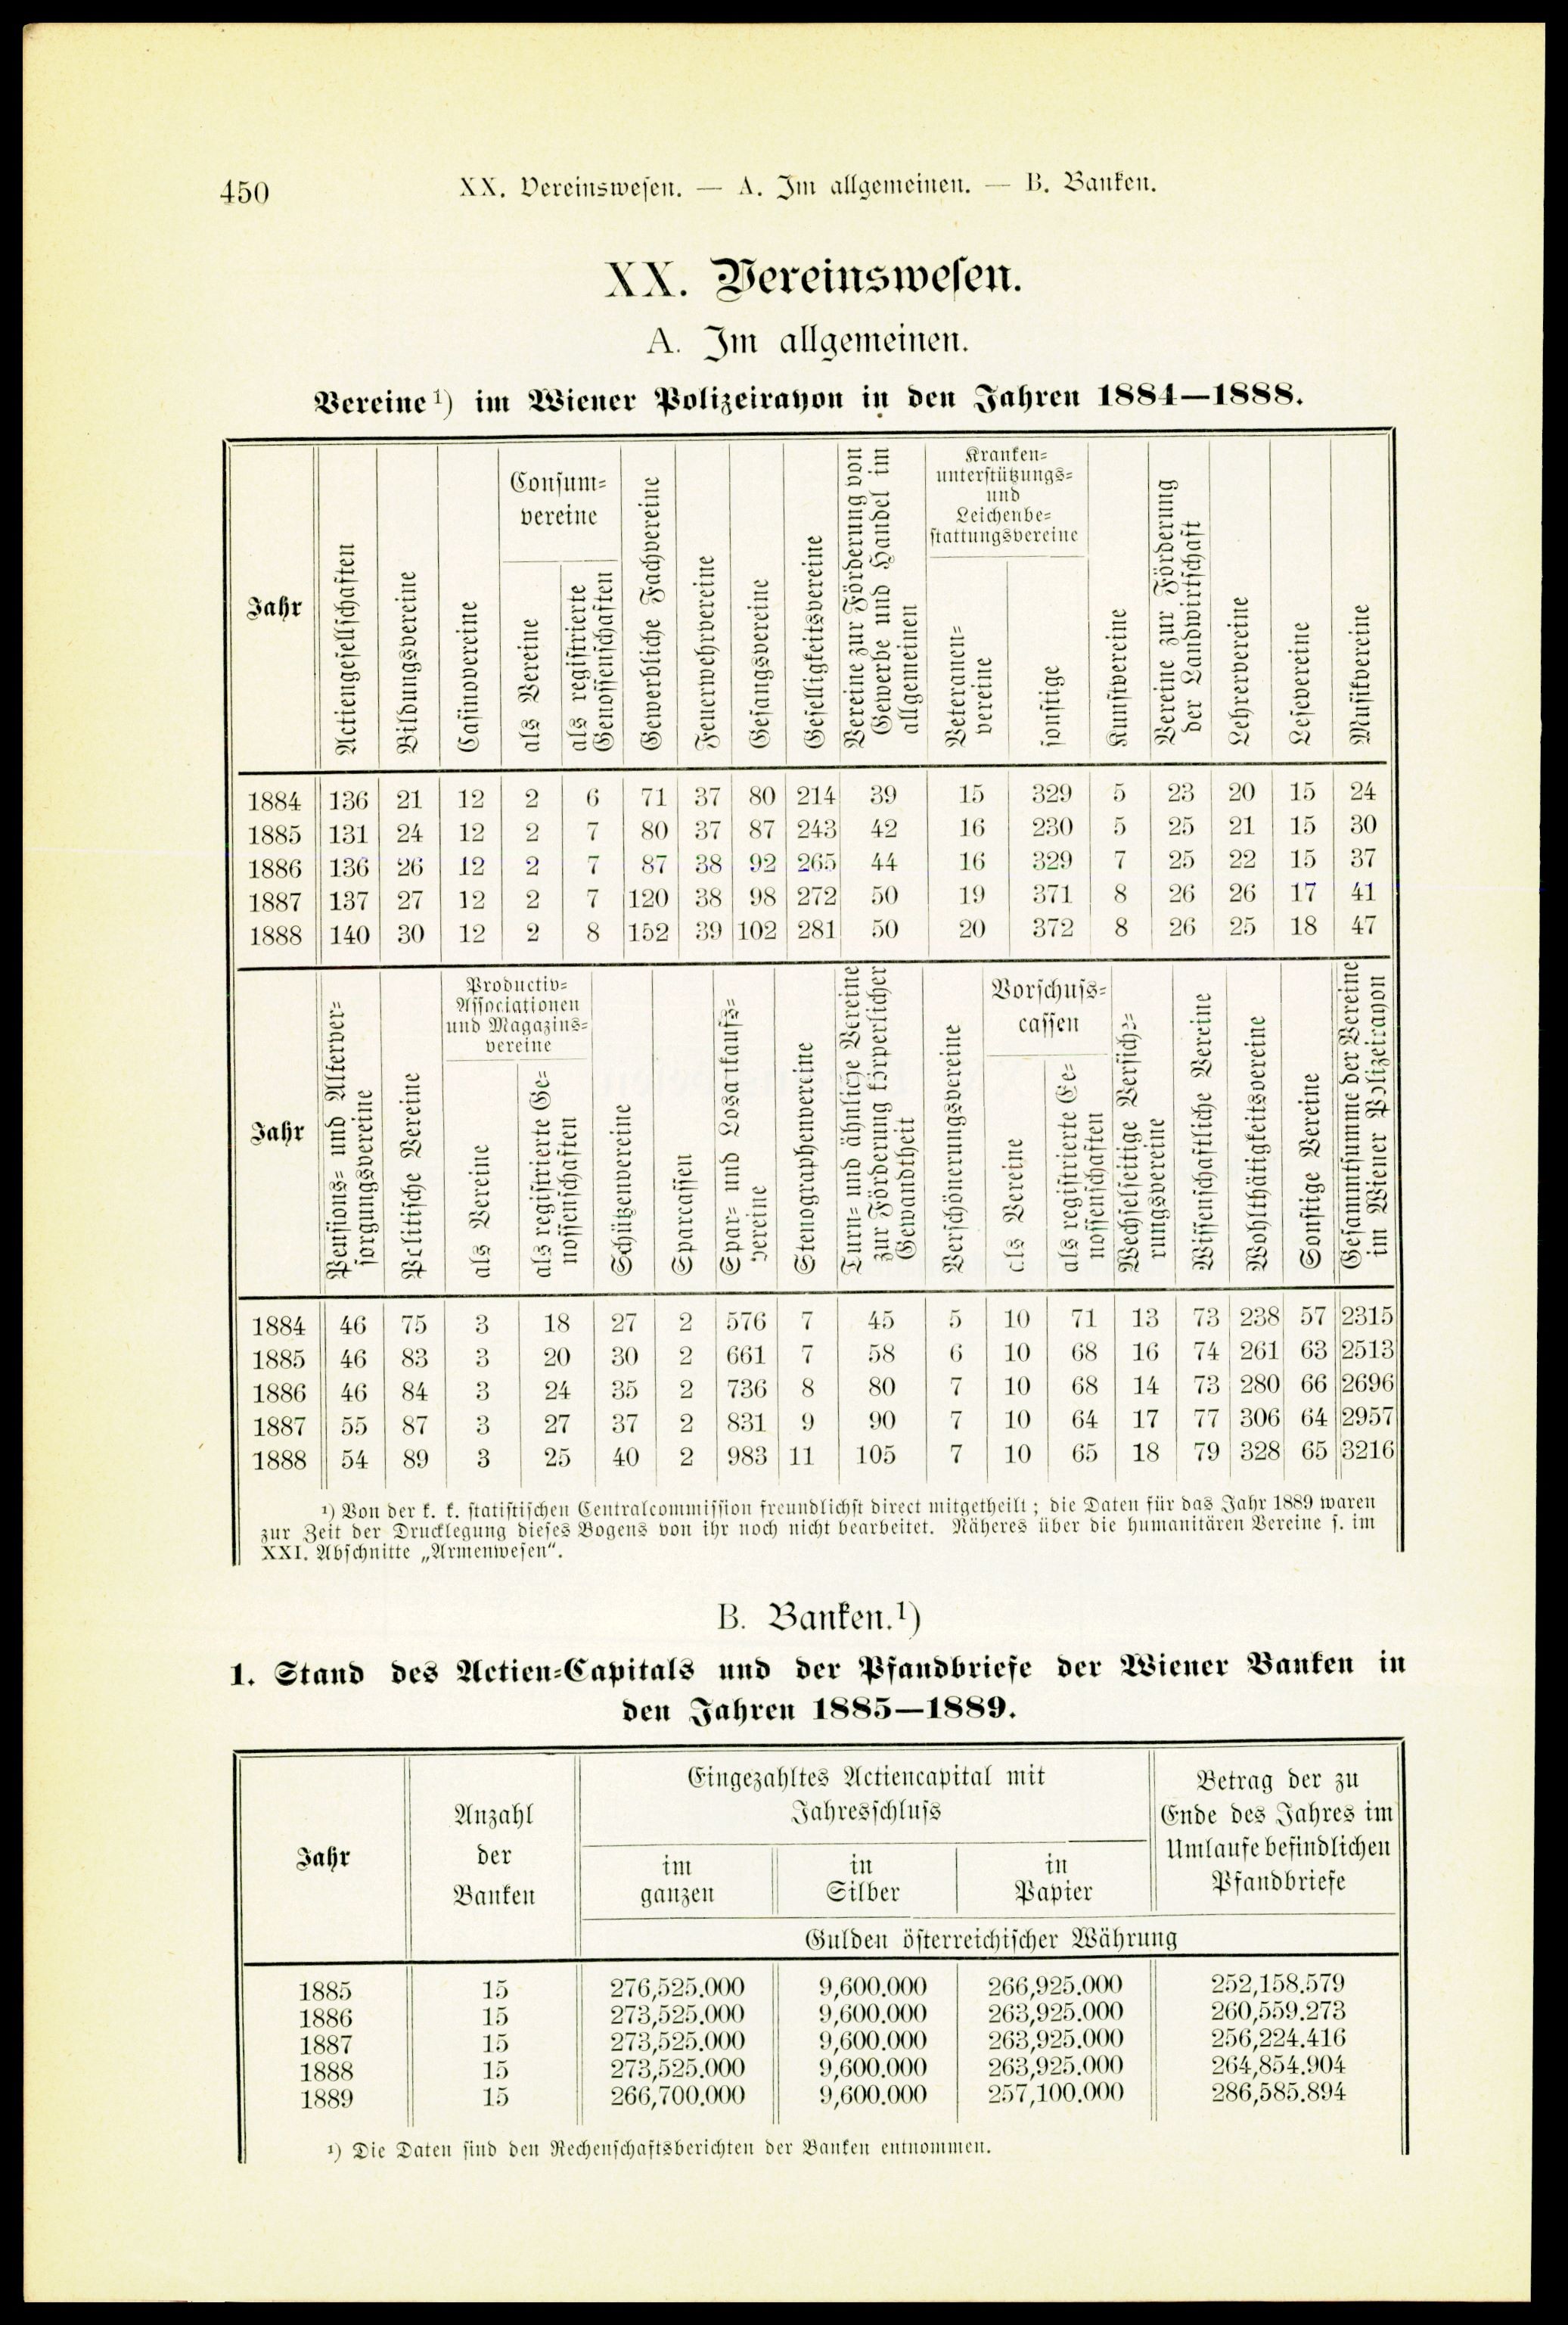 450
XX. Vereinswesen. — A. Im allgemeinen. — B. Banken.
XX. Vereinswesen.
A. Im allgemeinen.
Vereine¹) im Wiener Polizeirayon in den Jahren 1884—1888.
Jahr
Actiengesellschaften
Bildungsvereine
Casinovereine
Consum-
vereine
als Vereine
als registrierte
Genossenschaften
Gewerbliche Fachvereine
Feuerwehrvereine
Gesangsvereine
Geselligkeitsvereine
Vereine zur Förderung von
Gewerbe und Handel im
allgemeinen
Kranken-
unterstützungs-
und
Leichenbe-
stattungsvereine
Veteranen-
vereine
sonstige
Kunstvereine
Vereine zur Förderung
der Landwirtschaft
Lehrervereine
Lesevereine
Musikvereine
1884 136 21 12 2 6 71 37 80 214 39 15 329 5 23 20 15 24
1885 131 24 12 2 7 80 37 87 243 42 16 230 5 25 21 15 30
1886 136 26 12 2 7 87 38 92 265 44 16 329 7 25 22 15 37
1887 137 27 12 2 7 120 38 98 272 50 19 371 8 26 26 17 41
1888 140 30 12 2 8 152 39 102 281 50 20 372 8 26 25 18 47
Jahr
Pensions- und Alterver-
sorgungsvereine
Politische Vereine
Productiv-
Associationen
und Magazins-
vereine
als Vereine
als registrierte Ge-
nossenschaften
Schützenvereine
Sparcassen
Spar- und Losankaufs-
vereine
Stenographenvereine
Turn- und ähnliche Vereine
zur Förderung körperlicher
Gewandtheit
Verschönerungsvereine
Vorschuss-
cassen
als Vereine
als registrierte Ge-
nossenschaften
Wechselseitige Versiche-
rungsvereine
Wissenschaftliche Vereine
Wohlthätigkeitsvereine
Sonstige Vereine
Gesammtsumme der Vereine
im Wiener Polizeirayon
1884 46 75 3 18 27 2 576 7 45 5 10 71 13 73 238 57 2315
1885 46 83 3 20 30 2 661 7 58 6 10 68 16 74 261 63 2513
1886 46 84 3 24 35 2 736 8 80 7 10 68 14 73 280 66 2696
1887 55 87 3 27 37 2 831 9 90 7 10 64 17 77 306 64 2957
1888 54 89 3 25 40 2 983 11 105 7 10 65 18 79 328 65 3216
¹) Von der k. k. statistischen Centralcommission freundlichst direct mitgetheilt; die Daten für das Jahr 1889 waren
zur Zeit der Drucklegung dieses Bogens von ihr noch nicht bearbeitet. Näheres über die humanitären Vereine s. im
XXI. Abschnitte „Armenwesen“.
B. Banken.¹)
1. Stand des Actien-Capitals und der Pfandbriefe der Wiener Banken in
den Jahren 1885—1889.
Jahr
Anzahl
der
Banken
Eingezahltes Actiencapital mit
Jahresschluss
im
ganzen
in
Silber
in
Papier
Betrag der zu
Ende des Jahres im
Umlaufe befindlichen
Pfandbriefe
Gulden österreichischer Währung
1885 15 276,525.000 9,600.000 266,925.000 252,158.579
1886 15 273,525.000 9,600.000 263,925.000 260,559.273
1887 15 273,525.000 9,600.000 263,925.000 256,224.416
1888 15 273,525.000 9,600.000 263,925.000 264,854.904
1889 15 266,700.000 9,600.000 257,100.000 286,585.894
¹) Die Daten sind den Rechenschaftsberichten der Banken entnommen.